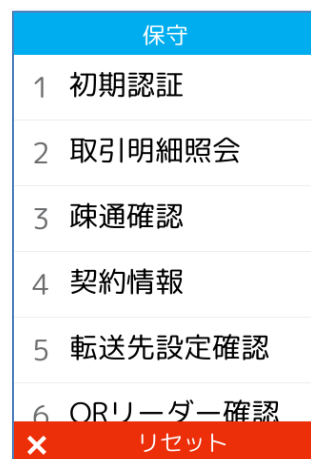 保守
1 初期認証
2 取引明細照会
3 疎通確認
4 契約情報
5 転送先設定確認
6 QRリーダー確認
× リセット